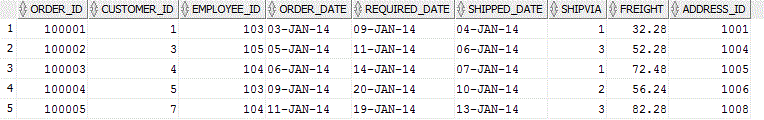 ORDER_ID CUSTOMER_ID EMPLOYEE_ID ORDER_DATE REQUIRED_DATE SHIPPED_DATE SHIPVIA FREIGHT ADDRESS_ID
1 100001 1 103 03-JAN-14 09-JAN-14 04-JAN-14 1 32.28 1001
2 100002 3 105 05-JAN-14 11-JAN-14 06-JAN-14 3 52.28 1004
3 100003 4 104 06-JAN-14 14-JAN-14 07-JAN-14 1 72.48 1005
4 100004 5 103 09-JAN-14 20-JAN-14 10-JAN-14 2 56.24 1006
5 100005 7 104 11-JAN-14 19-JAN-14 13-JAN-14 3 82.28 1008